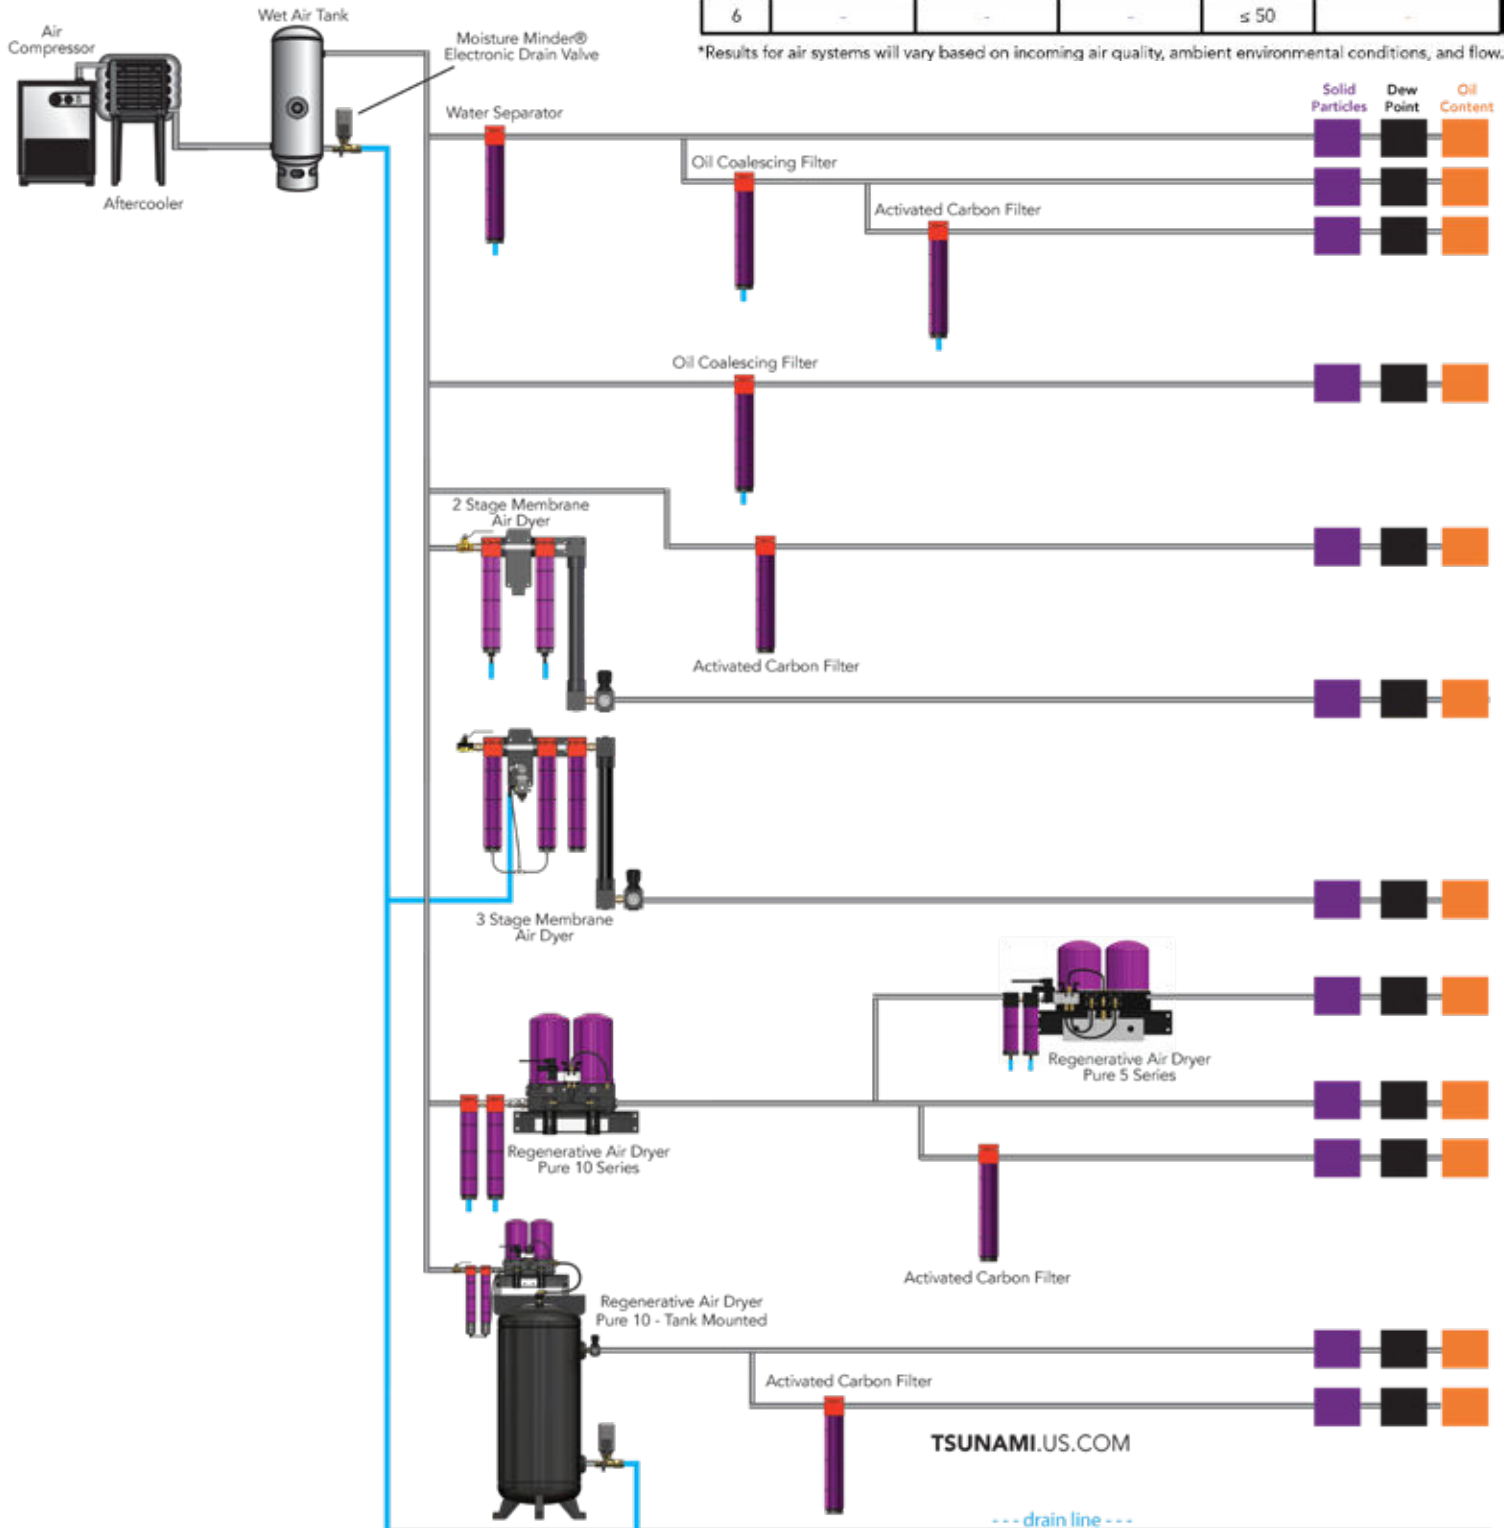 6 - - - ≤ 50 -
*Results for air systems will vary based on incoming air quality, ambient environmental conditions, and flow.
Wet Air Tank
Air
Compressor
Moisture Minder®
Electronic Drain Valve
Aftercooler
Solid
Particles
Dew
Point
Oil
Content
Water Separator
Oil Coalescing Filter
Activated Carbon Filter
Oil Coalescing Filter
2 Stage Membrane
Air Dyer
Activated Carbon Filter
3 Stage Membrane
Air Dyer
Regenerative Air Dryer
Pure 5 Series
Regenerative Air Dryer
Pure 10 Series
Activated Carbon Filter
Regenerative Air Dryer
Pure 10 - Tank Mounted
Activated Carbon Filter
TSUNAMI.US.COM
--- drain line ---